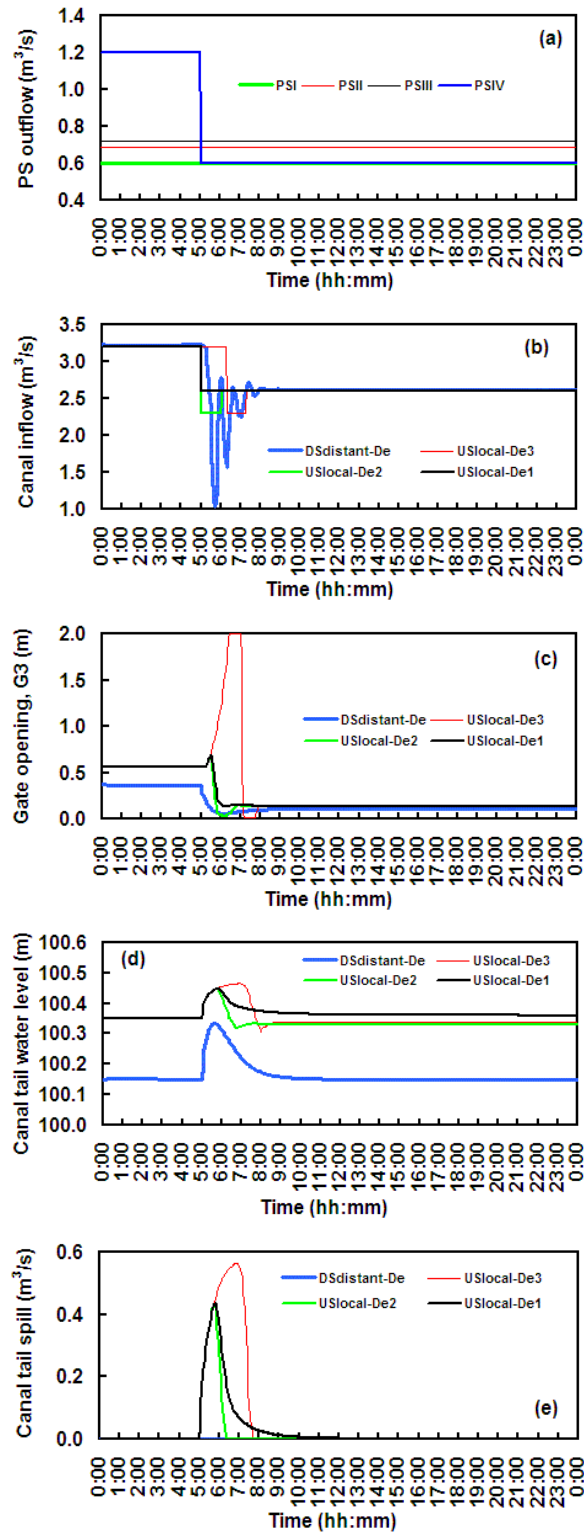 (a)
PS outflow (m3/s)
1.2
1.0
0.8
0.6
0.4
PSI PSII PSIII PSIV
0:00 1:00 2:00 3:00 4:00 5:00 6:00 7:00 8:00 9:00 10:00 11:00 12:00 13:00 14:00 15:00 16:00 17:00 18:00 19:00 20:00 21:00 22:00 23:00 0:00
Time (hh:mm)
(b)
Canal inflow (m3/s)
3.5
3.0
2.5
2.0
1.5
1.0
DSdistant-De USlocal-De3
USlocal-De2 USlocal-De1
0:00 1:00 2:00 3:00 4:00 5:00 6:00 7:00 8:00 9:00 10:00 11:00 12:00 13:00 14:00 15:00 16:00 17:00 18:00 19:00 20:00 21:00 22:00 23:00 0:00
Time (hh:mm)
(c)
Gate opening, G3 (m)
2.0
1.5
1.0
0.5
0.0
DSdistant-De USlocal-De3
USlocal-De2 USlocal-De1
0:00 1:00 2:00 3:00 4:00 5:00 6:00 7:00 8:00 9:00 10:00 11:00 12:00 13:00 14:00 15:00 16:00 17:00 18:00 19:00 20:00 21:00 22:00 23:00 0:00
Time (hh:mm)
(d)
Canal tail water level (m)
100.6
100.5
100.4
100.3
100.2
100.1
100.0
DSdistant-De USlocal-De3
USlocal-De2 USlocal-De1
0:00 1:00 2:00 3:00 4:00 5:00 6:00 7:00 8:00 9:00 10:00 11:00 12:00 13:00 14:00 15:00 16:00 17:00 18:00 19:00 20:00 21:00 22:00 23:00 0:00
Time (hh:mm)
Canal tail spill (m3/s)
0.6
0.4
0.2
0.0
DSdistant-De USlocal-De3
USlocal-De2 USlocal-De1
(e)
0:00 1:00 2:00 3:00 4:00 5:00 6:00 7:00 8:00 9:00 10:00 11:00 12:00 13:00 14:00 15:00 16:00 17:00 18:00 19:00 20:00 21:00 22:00 23:00 0:00
Time (hh:mm)